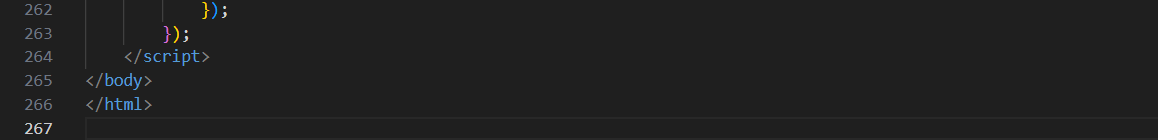 262             });
263         });
264     </script>
265 </body>
266 </html>
267